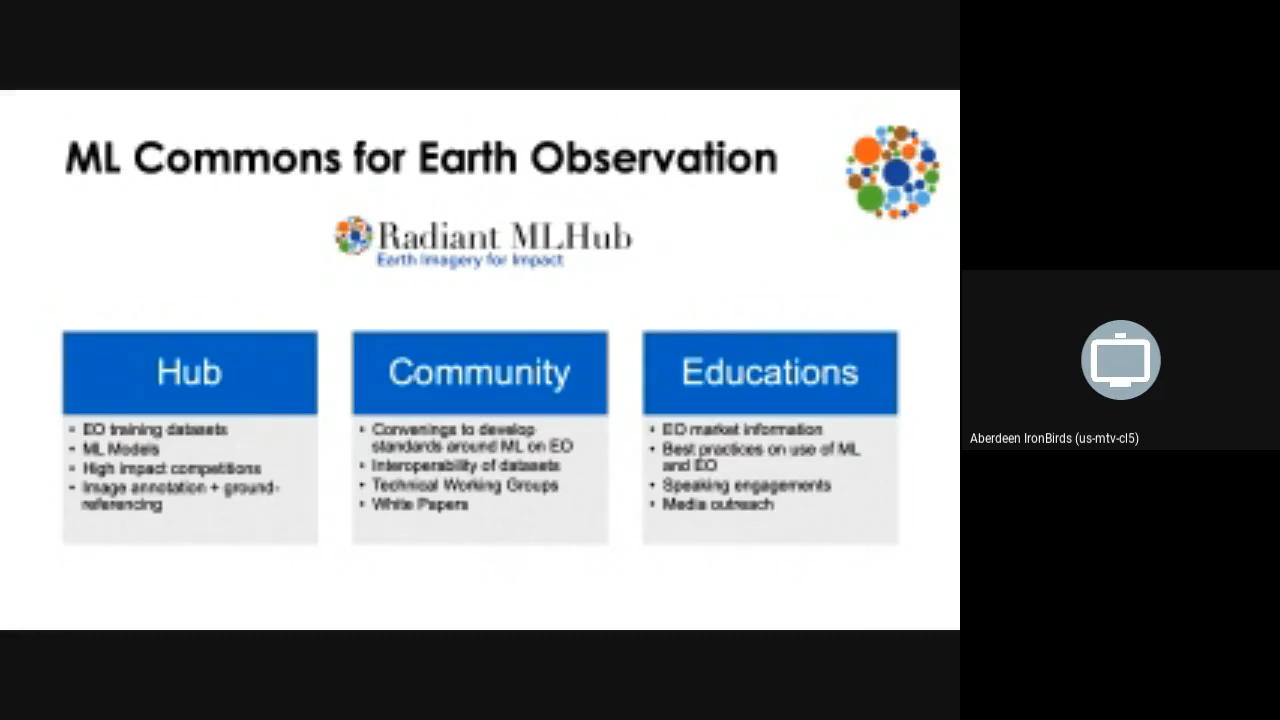 ML Commons for Earth Observation
Radiant MLHub
Earth Imagery for Impact
Hub
• EO training datasets
• ML Models
• High impact competitions
• Image annotation + ground-
referencing
Community
• Convenings to develop
standards around ML on EO
• Interoperability of datasets
• Technical Working Groups
• White Papers
Educations
• EO market information
• Best practices on use of ML
and EO
• Speaking engagements
• Media outreach
Aberdeen IronBirds (us-mtv-cl5)